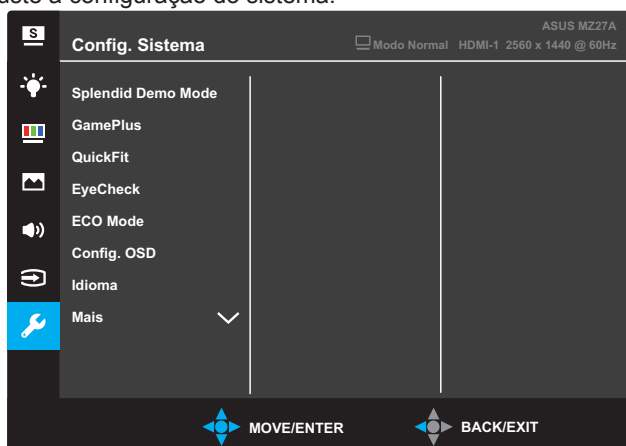 uste a configuração do sistema.
S
Config. Sistema
ASUS MZ27A
Modo Normal HDMI-1 2560 x 1440 @ 60Hz
Splendid Demo Mode
GamePlus
QuickFit
EyeCheck
ECO Mode
Config. OSD
Idioma
Mais
MOVE/ENTER
BACK/EXIT